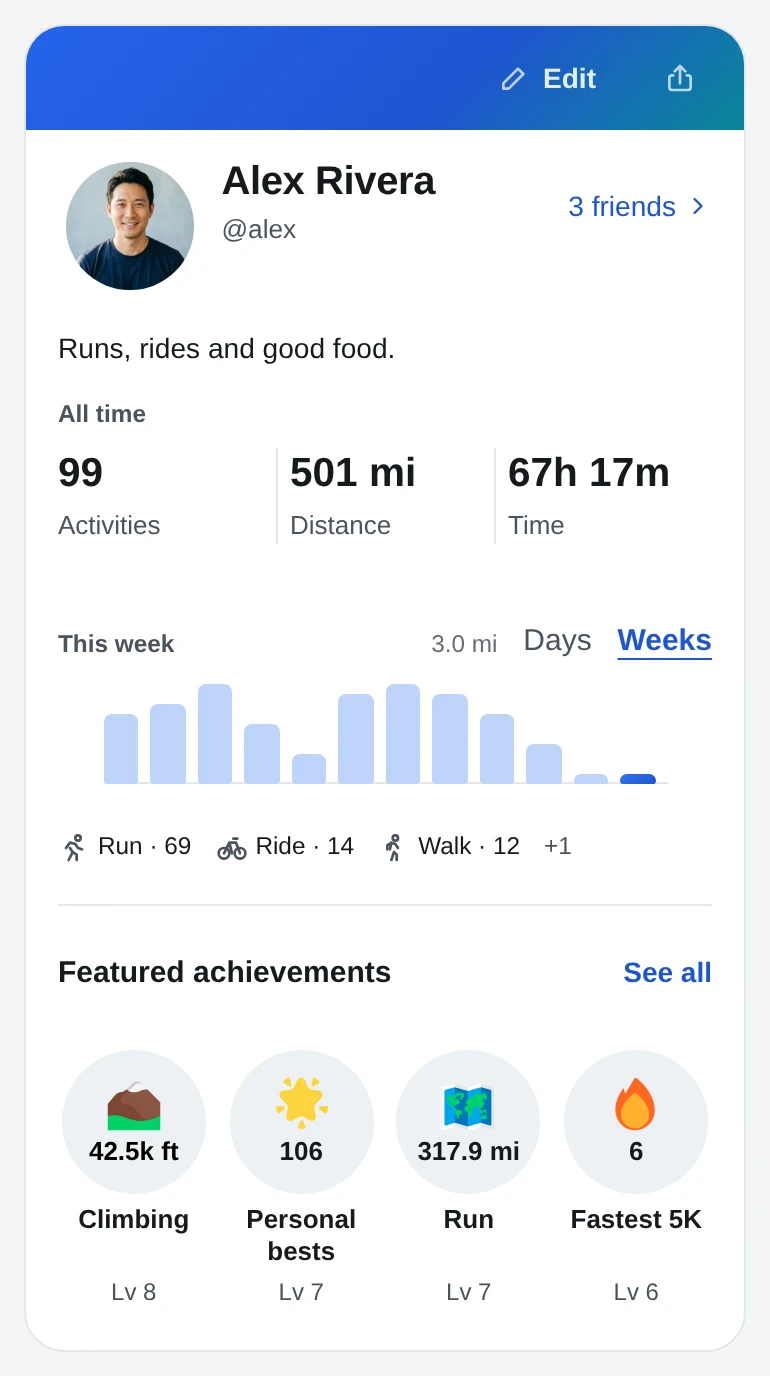 Edit
Alex Rivera
@alex
3 friends
Runs, rides and good food.
All time
99
Activities
501 mi
Distance
67h 17m
Time
This week
3.0 mi
Days
Weeks
Run · 69
Ride · 14
Walk · 12
+1
Featured achievements
See all
42.5k ft
Climbing
Lv 8
106
Personal
bests
Lv 7
317.9 mi
Run
Lv 7
6
Fastest 5K
Lv 6